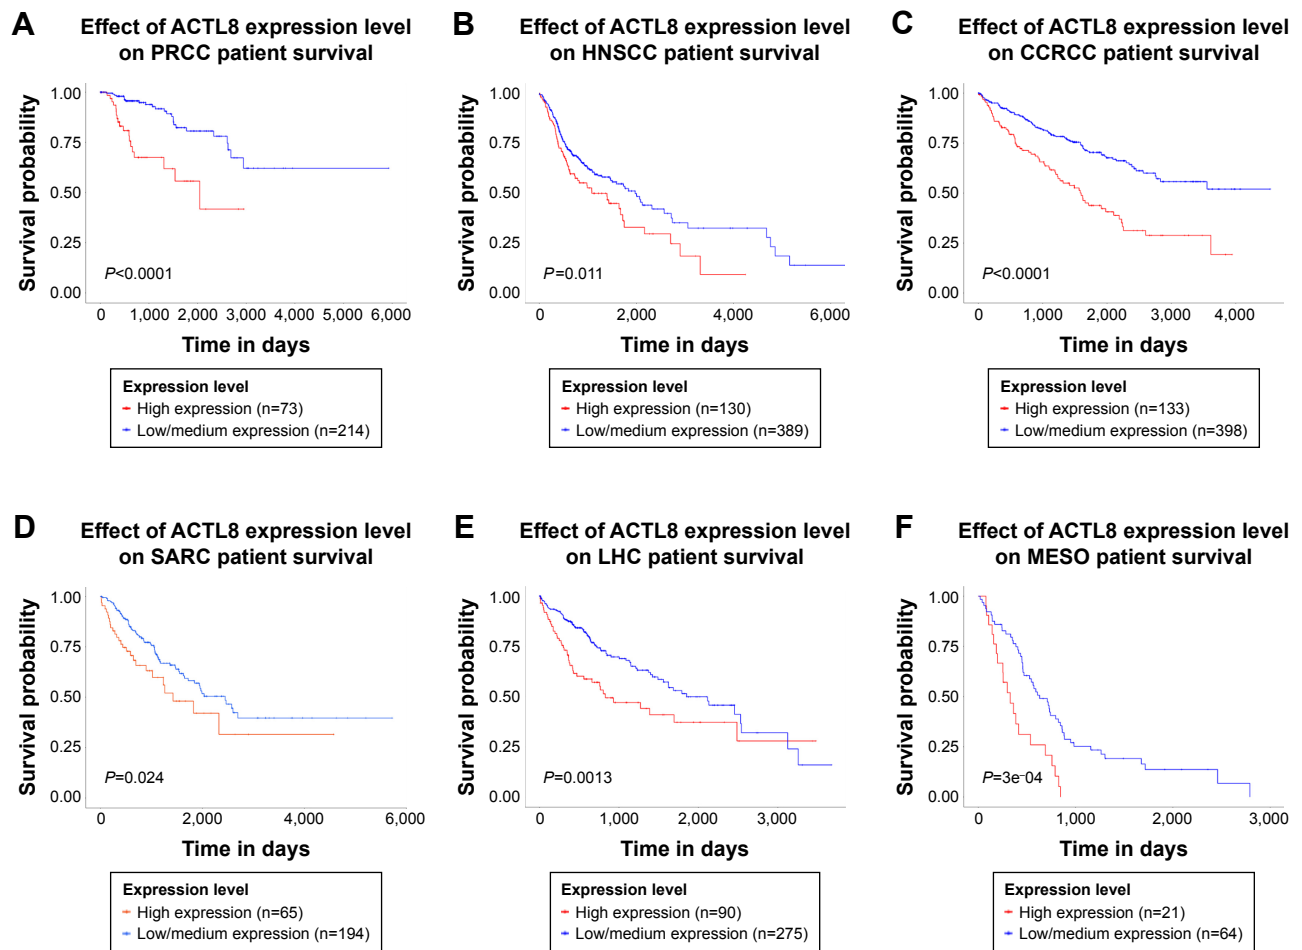 A
Effect of ACTL8 expression level
on PRCC patient survival
Survival probability
1.00
0.75
0.50
0.25
0.00
P<0.0001
0 1,000 2,000 3,000 4,000 5,000 6,000
Time in days
Expression level
High expression (n=73)
Low/medium expression (n=214)
B
Effect of ACTL8 expression level
on HNSCC patient survival
Survival probability
1.00
0.75
0.50
0.25
0.00
P=0.011
0 2,000 4,000 6,000
Time in days
Expression level
High expression (n=130)
Low/medium expression (n=389)
C
Effect of ACTL8 expression level
on CCRCC patient survival
Survival probability
1.00
0.75
0.50
0.25
0.00
P<0.0001
0 1,000 2,000 3,000 4,000
Time in days
Expression level
High expression (n=133)
Low/medium expression (n=398)
D
Effect of ACTL8 expression level
on SARC patient survival
Survival probability
1.00
0.75
0.50
0.25
0.00
P=0.024
0 2,000 4,000 6,000
Time in days
Expression level
High expression (n=65)
Low/medium expression (n=194)
E
Effect of ACTL8 expression level
on LHC patient survival
Survival probability
1.00
0.75
0.50
0.25
0.00
P=0.0013
0 1,000 2,000 3,000
Time in days
Expression level
High expression (n=90)
Low/medium expression (n=275)
F
Effect of ACTL8 expression level
on MESO patient survival
Survival probability
1.00
0.75
0.50
0.25
0.00
P=3e⁻04
0 1,000 2,000 3,000
Time in days
Expression level
High expression (n=21)
Low/medium expression (n=64)